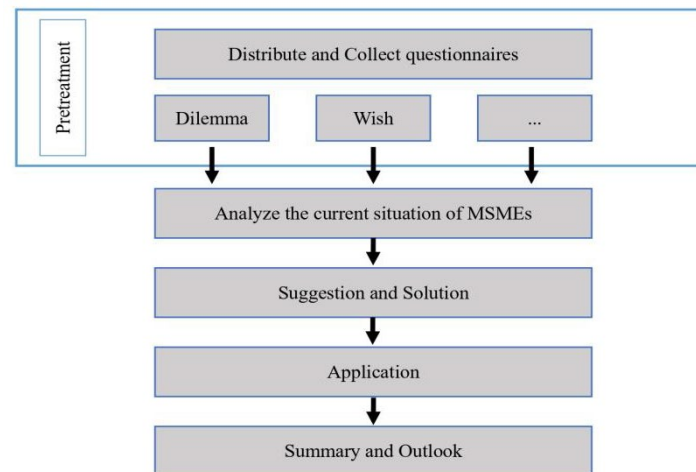 Pretreatment
Distribute and Collect questionnaires
Dilemma
Wish
...
Analyze the current situation of MSMEs
Suggestion and Solution
Application
Summary and Outlook